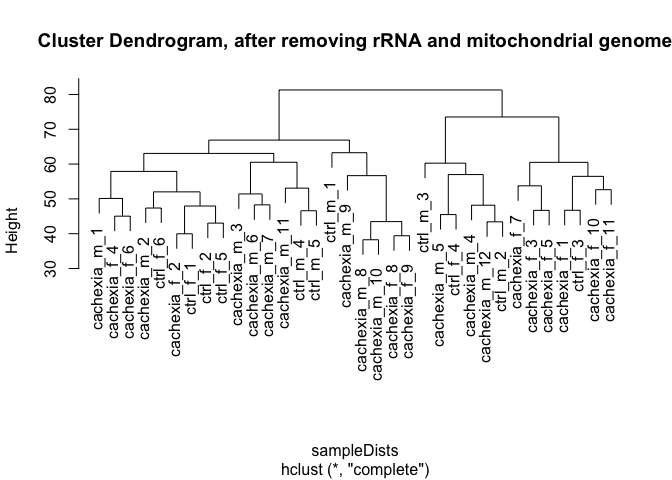 Cluster Dendrogram, after removing rRNA and mitochondrial genome
Height
80
70
60
50
40
30
cachexia_m_1
cachexia_f_4
cachexia_f_6
cachexia_m_2
ctrl_f_6
cachexia_f_2
ctrl_f_1
ctrl_f_2
ctrl_f_5
cachexia_m_3
cachexia_m_6
cachexia_m_7
cachexia_m_11
ctrl_m_4
ctrl_m_5
ctrl_m_1
cachexia_m_9
cachexia_m_8
cachexia_m_10
cachexia_f_8
cachexia_f_9
ctrl_m_3
cachexia_m_5
ctrl_f_4
cachexia_m_4
cachexia_m_12
ctrl_m_2
cachexia_f_7
cachexia_f_3
cachexia_f_5
cachexia_f_1
ctrl_f_3
cachexia_f_10
cachexia_f_11
sampleDists
hclust (*, "complete")